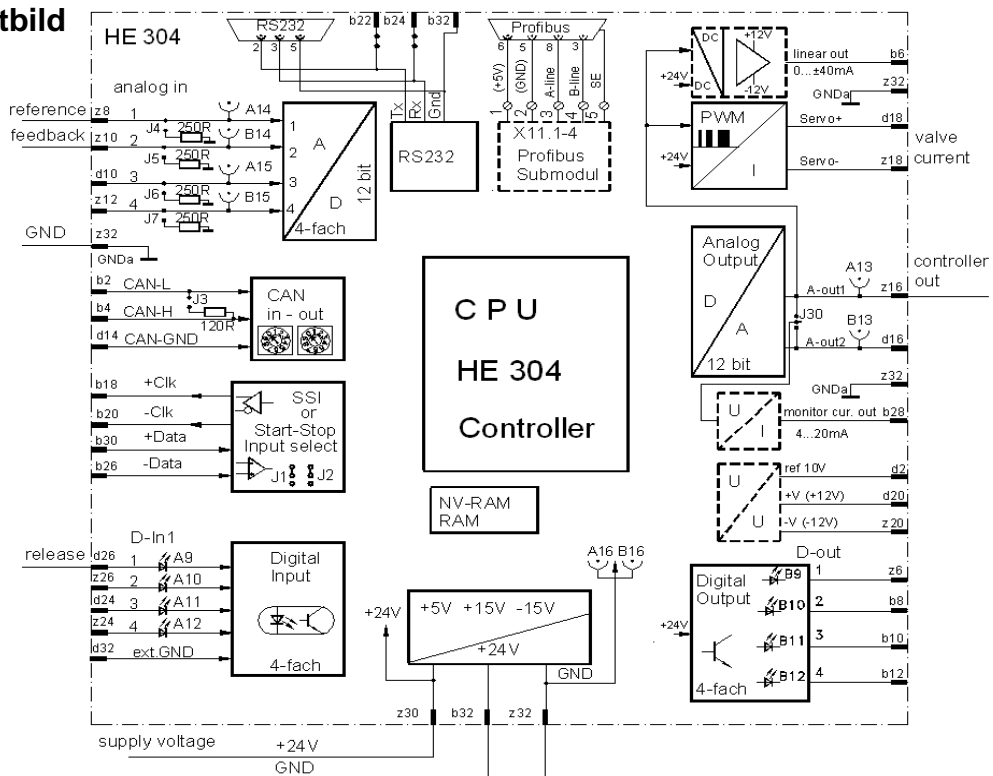 tbild
HE 304
RS232
2 3 5
b22 b24 b32
Tx
Rx
Gnd
RS232
Profibus
6 5 8 3
(+5V)
(GND)
A-line
B-line
SE
1 2 3 4 5
X11.1-4
Profibus
Submodul
DC
DC
+24V
+12V
-12V
linear out
b6
0...±40mA
z32
GNDa
PWM
I
+24V
Servo+
d18
Servo-
z18
valve
current
analog in
reference z8 1 A14
J4 250R
feedback z10 2 B14
J5 250R
d10 3 A15
J6 250R
z12 4 B15
J7 250R
1
2
3
4
A
D
12 bit
4-fach
GND z32
GNDa
b2 CAN-L
J3
b4 CAN-H
120R
d14 CAN-GND
CAN
in - out
CPU
HE 304
Controller
Analog
Output
D
A
12 bit
A13
A-out1
z16
controller
out
J30
B13
A-out2
d16
z32
GNDa
U
I
monitor cur. out b28
4...20mA
b18 +Clk
b20 -Clk
b30 +Data
b26 -Data
SSI
or
Start-Stop
Input select
J1 J2
U
U
ref 10V d2
+V (+12V) d20
-V (-12V) z20
NV-RAM
RAM
D-In1
release d26 1 A9
z26 2 A10
d24 3 A11
z24 4 A12
d32 ext.GND
Digital
Input
4-fach
A16 B16
+24V
+5V +15V -15V
+24V
GND
z30 b32 z32
D-out
Digital
Output
+24V
4-fach
B9 1 z6
B10 2 b8
B11 3 b10
B12 4 b12
supply voltage
+24V
GND